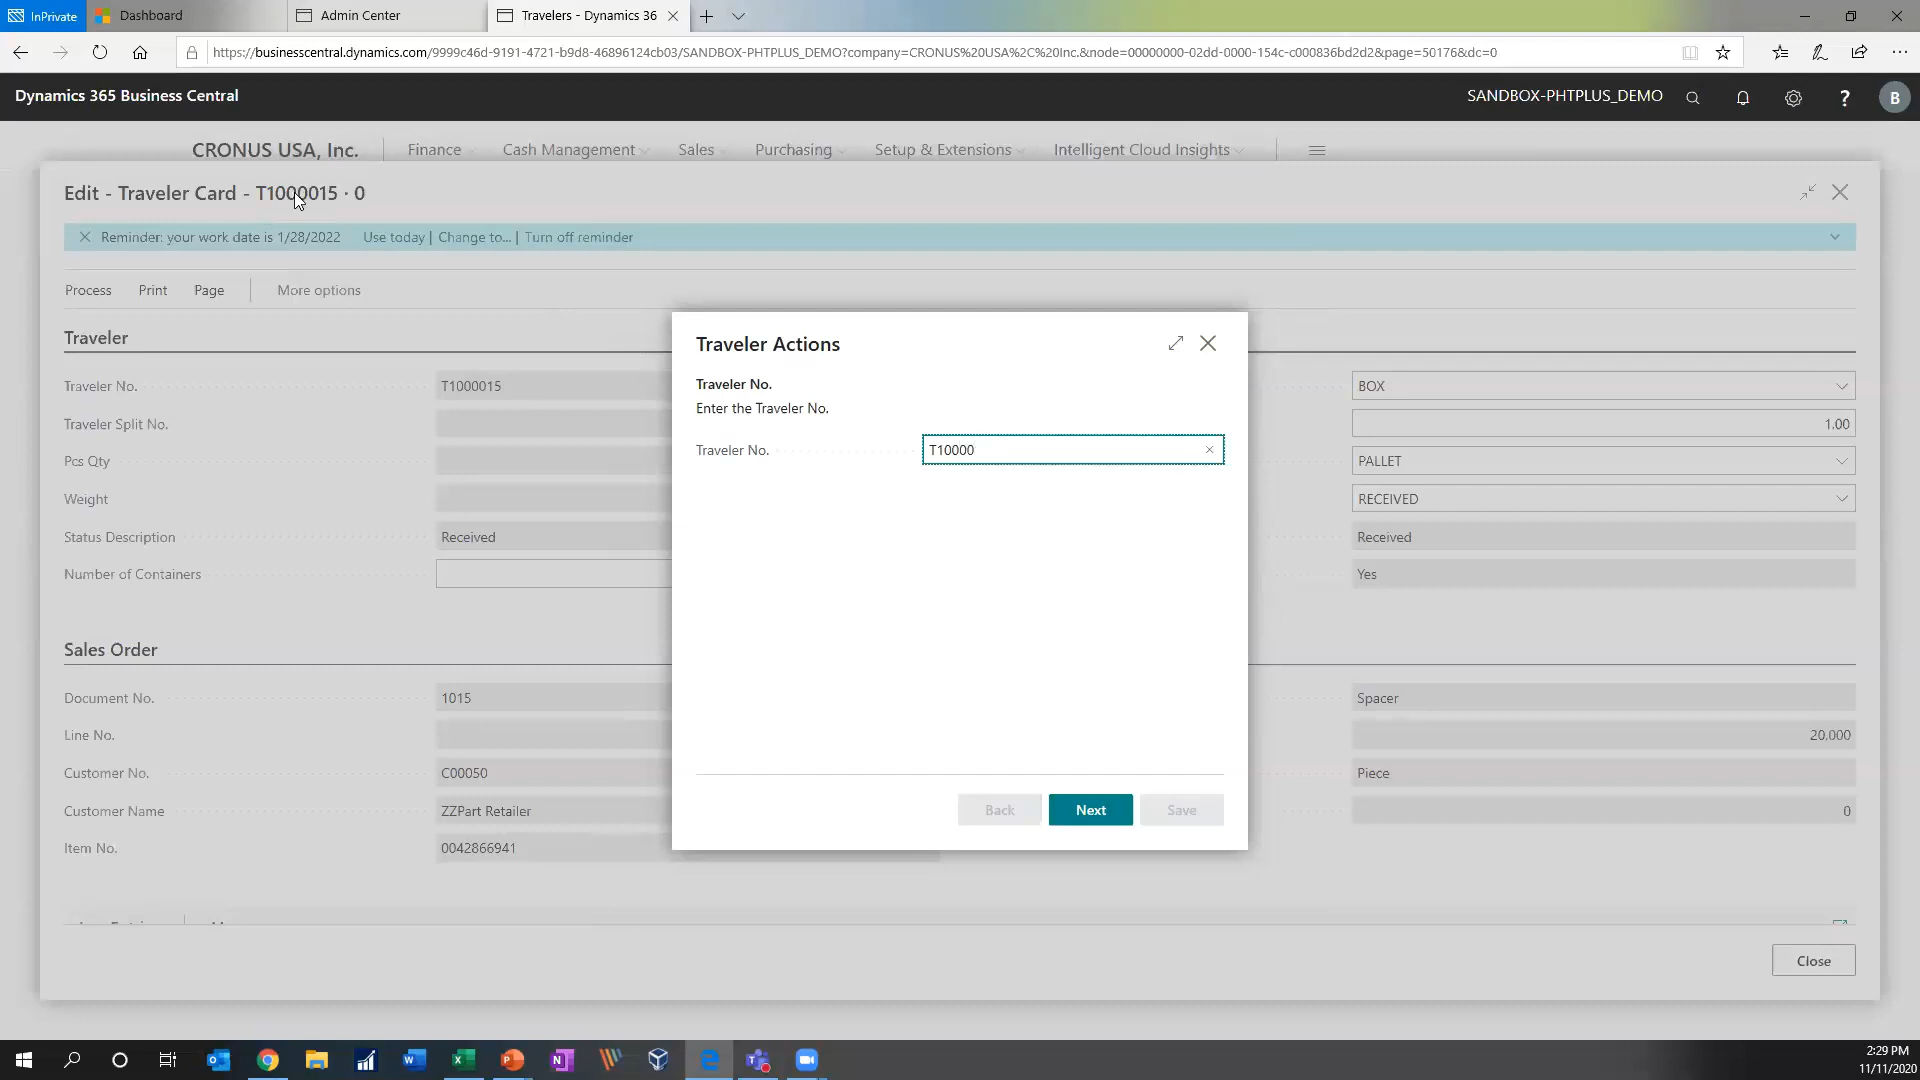 InPrivate Dashboard Admin Center Travelers - Dynamics 36
https://businesscentral.dynamics.com/9999c46d-9191-4721-b9d8-46896124cb03/SANDBOX-PHTPLUS_DEMO?company=CRONUS%20USA%2C%20Inc.&node=00000000-02dd-0000-154c-c000836bd2d2&page=50176&dc=0
Dynamics 365 Business Central SANDBOX-PHTPLUS_DEMO ? B
CRONUS USA, Inc. Finance Cash Management Sales Purchasing Setup & Extensions Intelligent Cloud Insights
Edit - Traveler Card - T1000015 · 0
Reminder: your work date is 1/28/2022 Use today | Change to... | Turn off reminder
Process Print Page More options
Traveler
Traveler No. T1000015 BOX
Traveler Split No. 1.00
Pcs Qty PALLET
Weight RECEIVED
Status Description Received Received
Number of Containers Yes
Sales Order
Document No. 1015 Spacer
Line No. 20,000
Customer No. C00050 Piece
Customer Name ZZPart Retailer 0
Item No. 0042866941
Close
Traveler Actions
Traveler No.
Enter the Traveler No.
Traveler No. T10000
Back Next Save
2:29 PM
11/11/2020